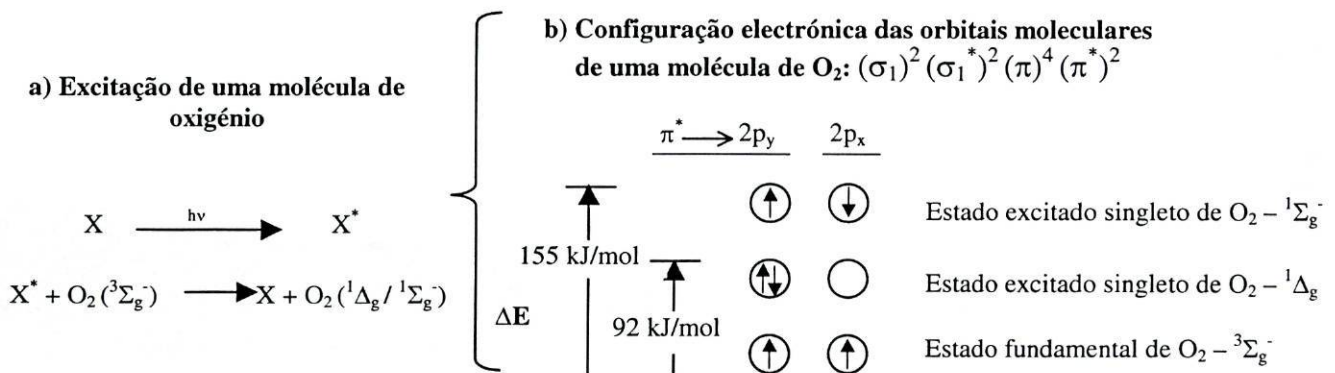 a) Excitação de uma molécula de
oxigénio
X hν X*
X* + O₂(³Σg⁻) X + O₂(¹Δg / ¹Σg⁻)
b) Configuração electrónica das orbitais moleculares
de uma molécula de O₂: (σ₁)² (σ₁*)² (π)⁴ (π*)²
π* → 2py 2px
155 kJ/mol
92 kJ/mol
ΔE
Estado excitado singleto de O₂ – ¹Σg⁻
Estado excitado singleto de O₂ – ¹Δg
Estado fundamental de O₂ – ³Σg⁻